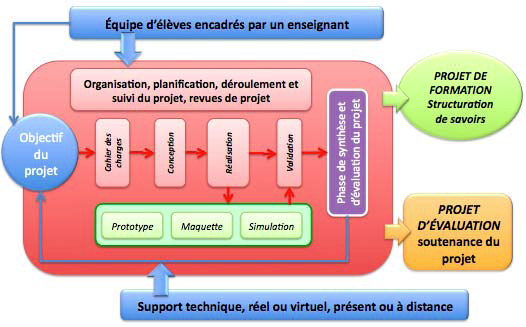 Équipe d'élèves encadrés par un enseignant
Organisation, planification, déroulement et
suivi du projet, revues de projet
PROJET DE
FORMATION
Structuration
de savoirs
Objectif
du
projet
Cahier des
charges
Conception
Réalisation
Validation
Phase de synthèse et
d'évaluation du projet
Prototype
Maquette
Simulation
PROJET
D'ÉVALUATION
soutenance du
projet
Support technique, réel ou virtuel, présent ou à distance